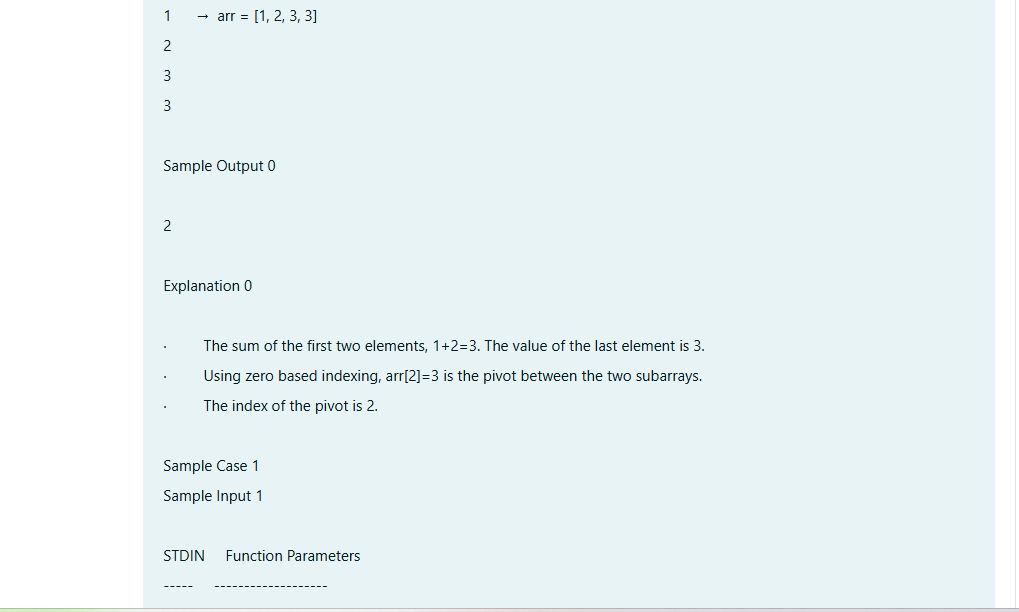 1 → arr = [1, 2, 3, 3]
2
3
3
Sample Output 0
2
Explanation 0
· The sum of the first two elements, 1+2=3. The value of the last element is 3.
· Using zero based indexing, arr[2]=3 is the pivot between the two subarrays.
· The index of the pivot is 2.
Sample Case 1
Sample Input 1
STDIN Function Parameters
----- -------------------